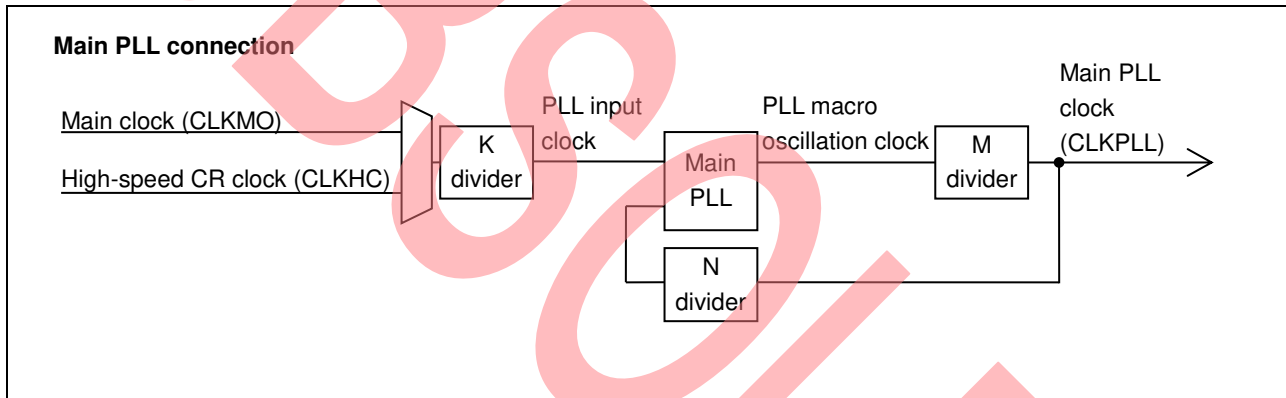 Main PLL connection
Main clock (CLKMO)
High-speed CR clock (CLKHC)
K
divider
PLL input
clock
Main
PLL
PLL macro
oscillation clock
M
divider
Main PLL
clock
(CLKPLL)
N
divider